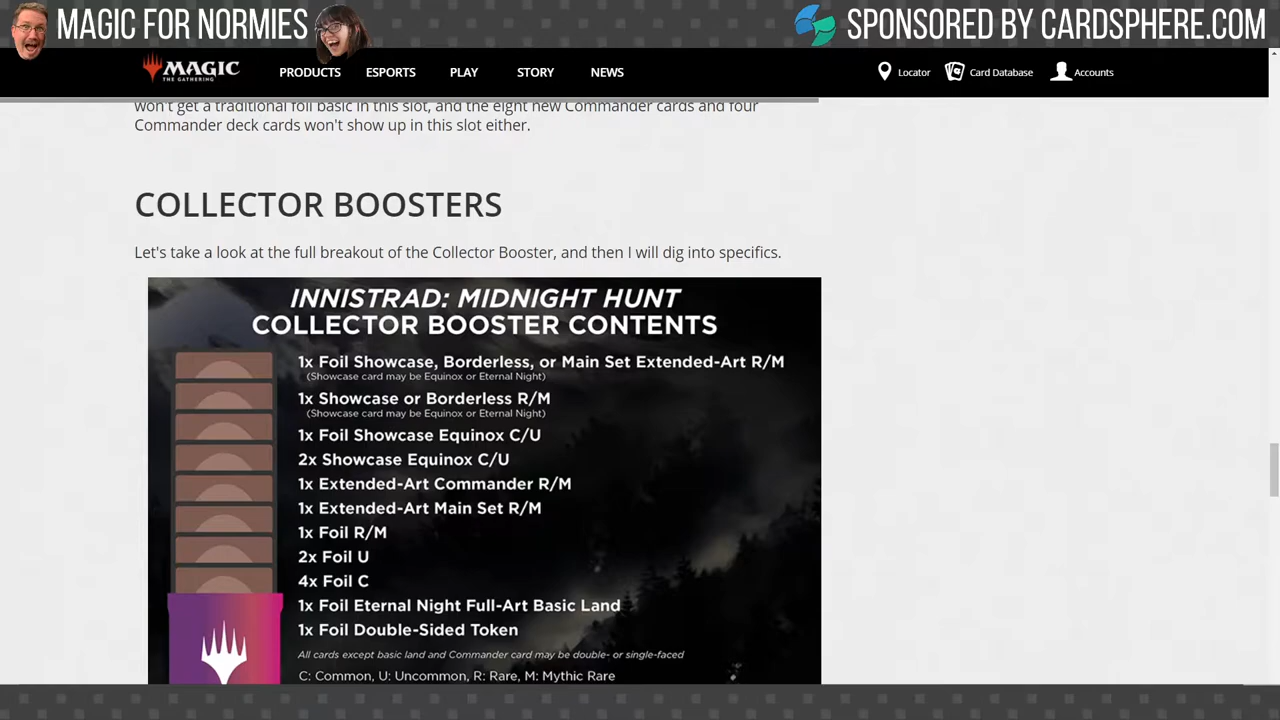 MAGIC FOR NORMIES
SPONSORED BY CARDSPHERE.COM
MAGIC
THE GATHERING
PRODUCTS ESPORTS PLAY STORY NEWS
Locator Card Database Accounts
won't get a traditional foil basic in this slot, and the eight new Commander cards and four
Commander deck cards won't show up in this slot either.
COLLECTOR BOOSTERS
Let's take a look at the full breakout of the Collector Booster, and then I will dig into specifics.
INNISTRAD: MIDNIGHT HUNT
COLLECTOR BOOSTER CONTENTS
1x Foil Showcase, Borderless, or Main Set Extended-Art R/M
(Showcase card may be Equinox or Eternal Night)
1x Showcase or Borderless R/M
(Showcase card may be Equinox or Eternal Night)
1x Foil Showcase Equinox C/U
2x Showcase Equinox C/U
1x Extended-Art Commander R/M
1x Extended-Art Main Set R/M
1x Foil R/M
2x Foil U
4x Foil C
1x Foil Eternal Night Full-Art Basic Land
1x Foil Double-Sided Token
All cards except basic land and Commander card may be double- or single-faced
C: Common, U: Uncommon, R: Rare, M: Mythic Rare